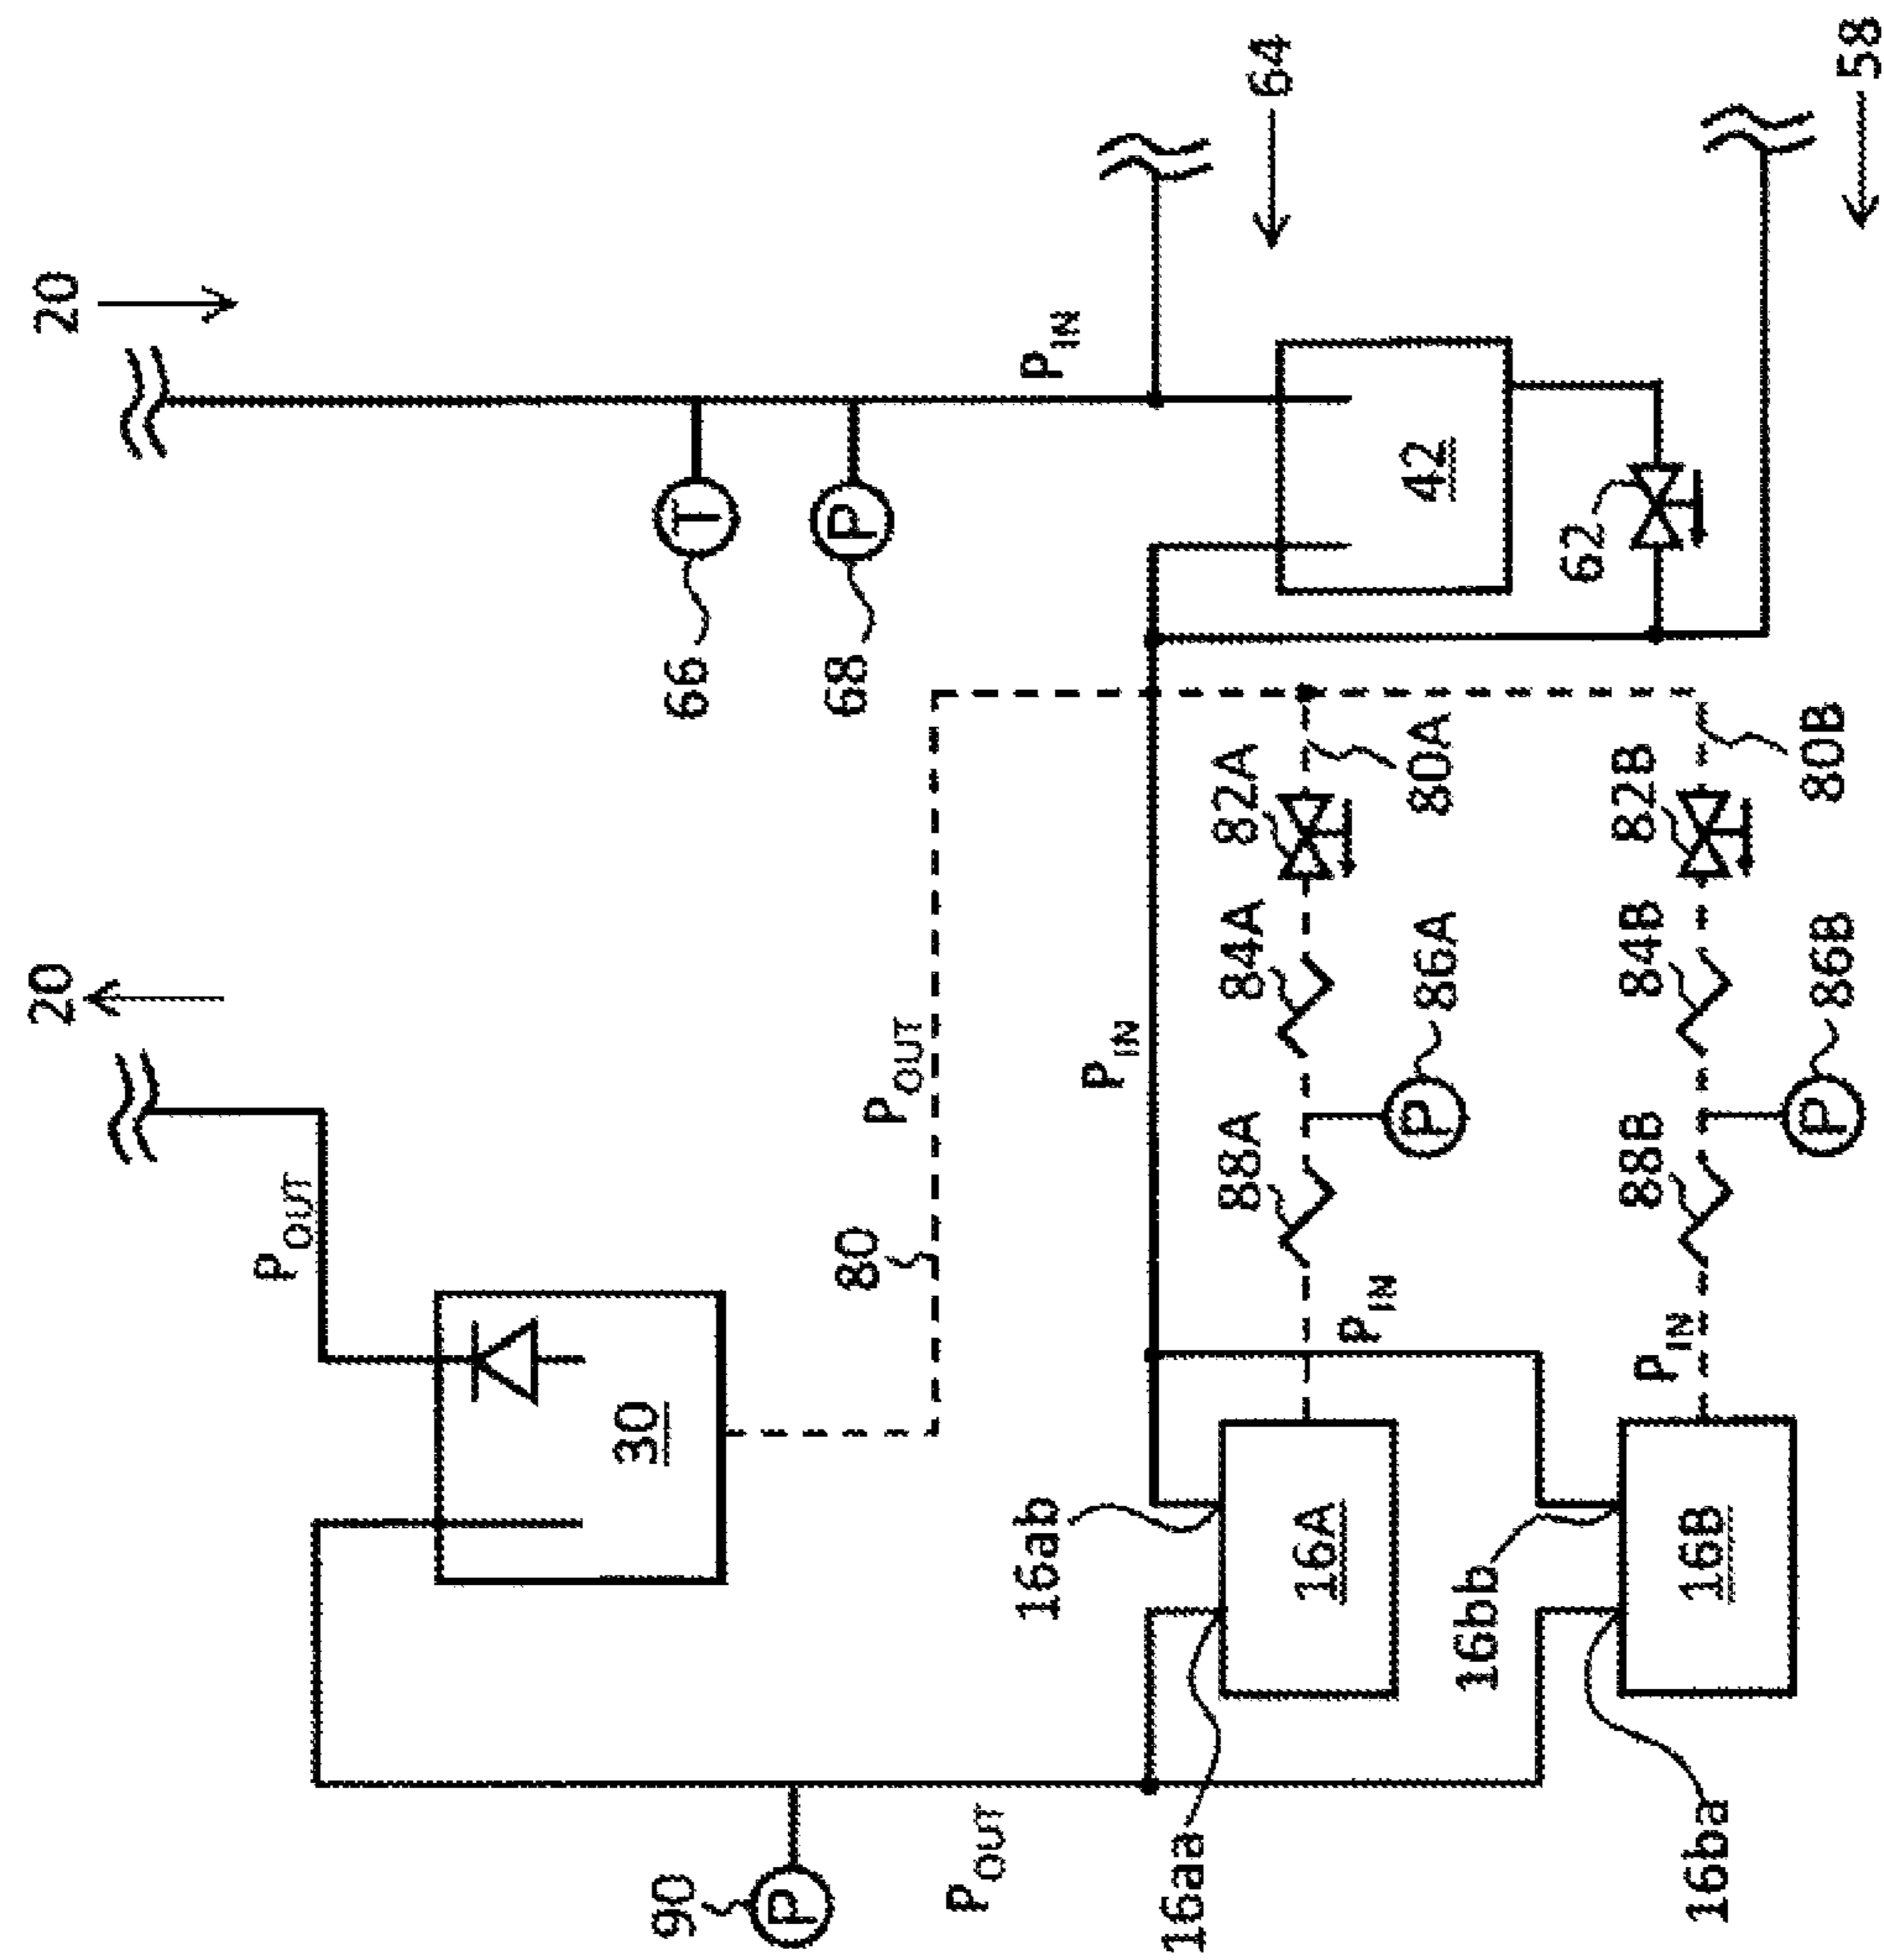 20
20
P_OUT
30
90
66
T
P
80
68
P
P_OUT
P_OUT
16ab
P_IN
P_IN
16aa
88A
84A
82A
64
16A
P_IN
P
86A
80A
42
16bb
62
88B
84B
82B
P_IN
16ba
16B
P
86B
80B
58